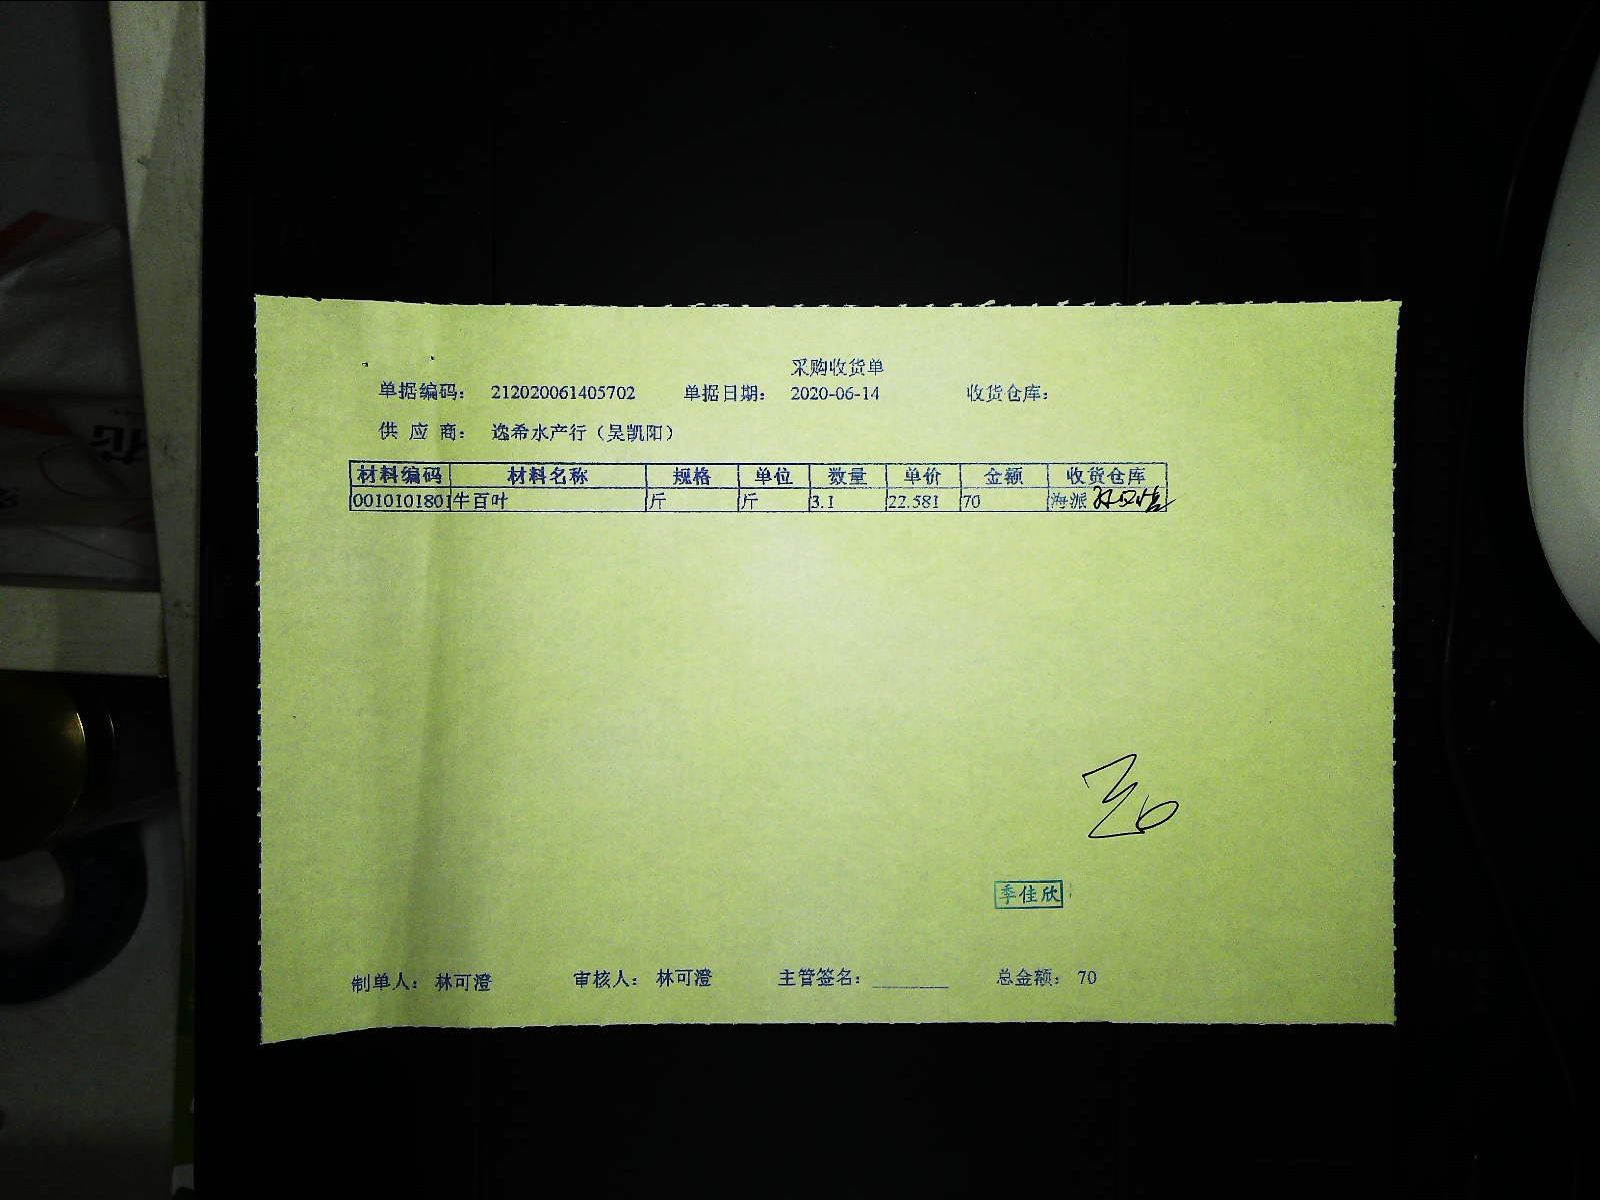 采购收货单
单据编码： 212020061405702 单据日期： 2020-06-14 收货仓库：
供 应 商： 逸希水产行（吴凯阳）
材料编码 材料名称 规格 单位 数量 单价 金额 收货仓库
0010101801 牛百叶 斤 斤 3.1 22.581 70 海派
季佳欣
制单人： 林可澄 审核人： 林可澄 主管签名： ________ 总金额： 70